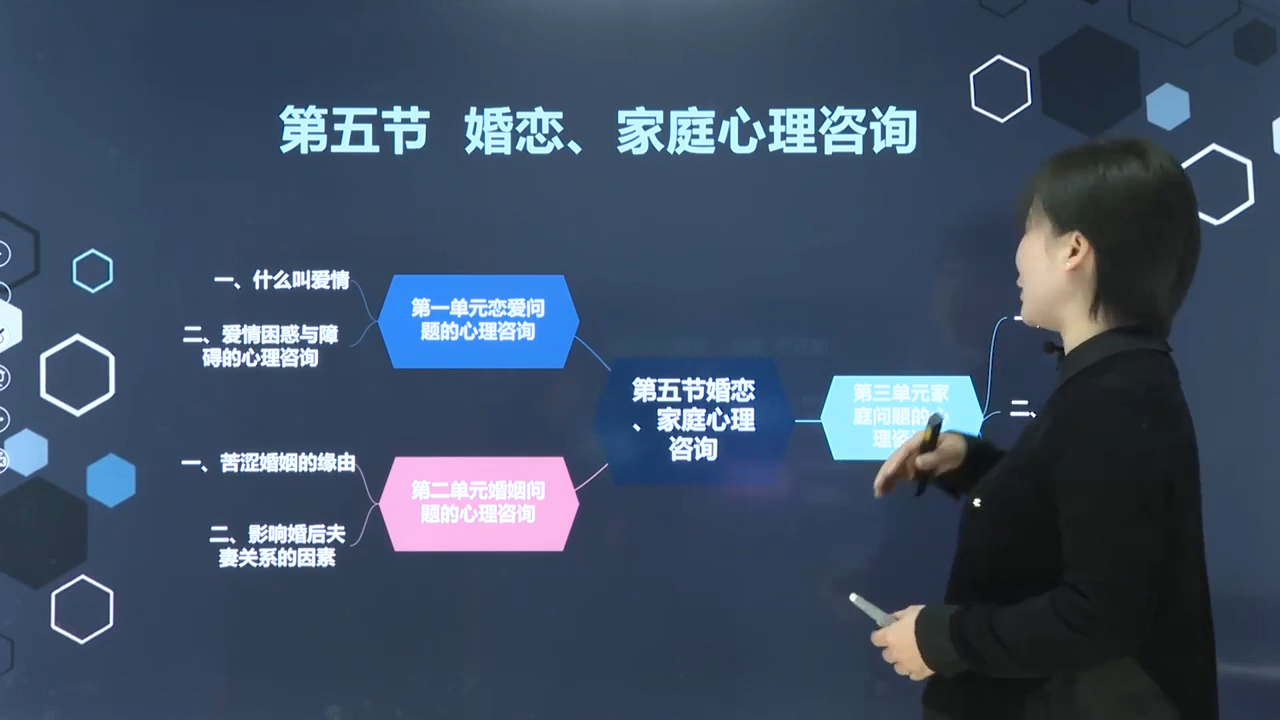 第五节 婚恋、家庭心理咨询
一、什么叫爱情
二、爱情困惑与障
碍的心理咨询
第一单元恋爱问
题的心理咨询
一、苦涩婚姻的缘由
二、影响婚后夫
妻关系的因素
第二单元婚姻问
题的心理咨询
第五节婚恋
、家庭心理
咨询
第三单元家
庭问题的心
理咨
二、